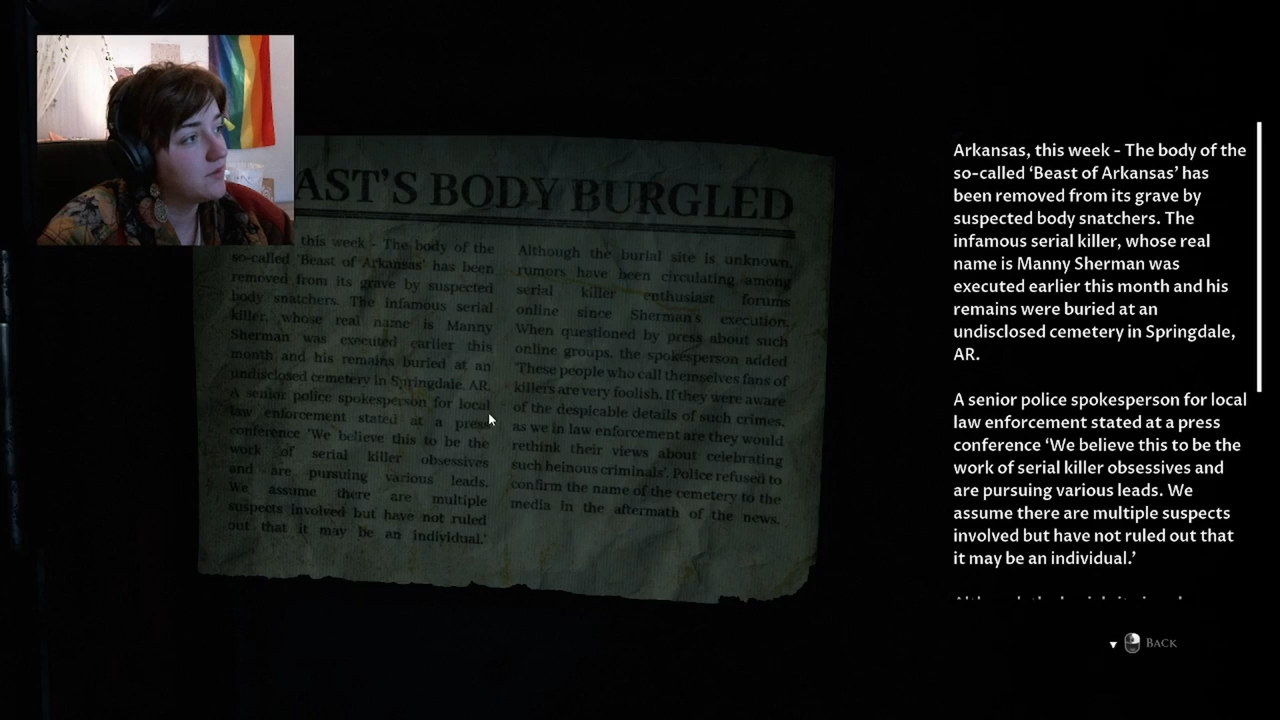 AST'S BODY BURGLED
this week - The body of the
so-called 'Beast of Arkansas' has been
removed from its grave by suspected
body snatchers. The infamous serial
killer, whose real name is Manny
Sherman was executed earlier this
month and his remains buried at an
undisclosed cemetery in Springdale, AR.
A senior police spokesperson for local
law enforcement stated at a press
conference 'We believe this to be the
work of serial killer obsessives
and are pursuing various leads.
We assume there are multiple
suspects involved but have not ruled
out that it may be an individual.'
Although the burial site is unknown,
rumors have been circulating among
serial killer enthusiast forums
online since Sherman's execution.
When questioned by press about such
online groups, the spokesperson added
'These people who call themselves fans of
killers are very foolish. If they were aware
of the despicable details of such crimes,
as we in law enforcement are they would
rethink their views about celebrating
such heinous criminals'. Police refused to
confirm the name of the cemetery to the
media in the aftermath of the news.
Arkansas, this week - The body of the
so-called 'Beast of Arkansas' has
been removed from its grave by
suspected body snatchers. The
infamous serial killer, whose real
name is Manny Sherman was
executed earlier this month and his
remains were buried at an
undisclosed cemetery in Springdale,
AR.
A senior police spokesperson for local
law enforcement stated at a press
conference 'We believe this to be the
work of serial killer obsessives and
are pursuing various leads. We
assume there are multiple suspects
involved but have not ruled out that
it may be an individual.'
BACK